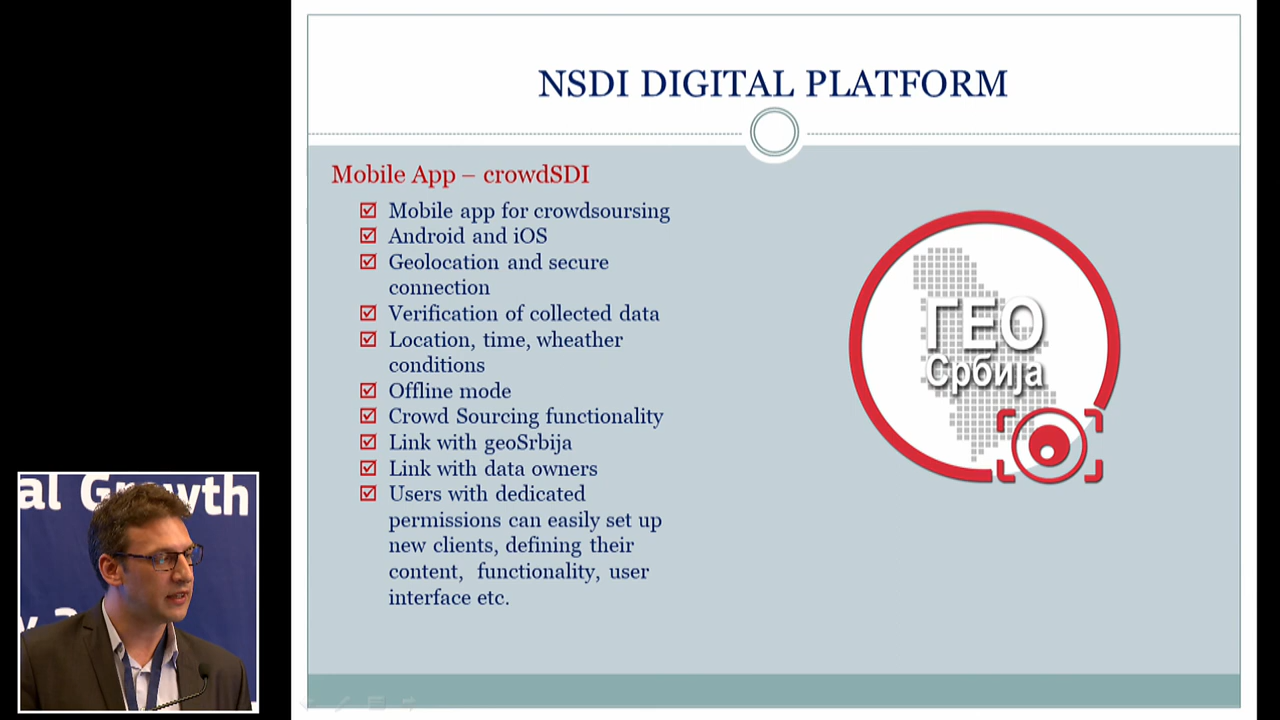 NSDI DIGITAL PLATFORM
Mobile App – crowdSDI
Mobile app for crowdsoursing
Android and iOS
Geolocation and secure
connection
Verification of collected data
Location, time, wheather
conditions
Offline mode
Crowd Sourcing functionality
Link with geoSrbija
Link with data owners
Users with dedicated
permissions can easily set up
new clients, defining their
content, functionality, user
interface etc.
ГЕО
Србија
al Growth